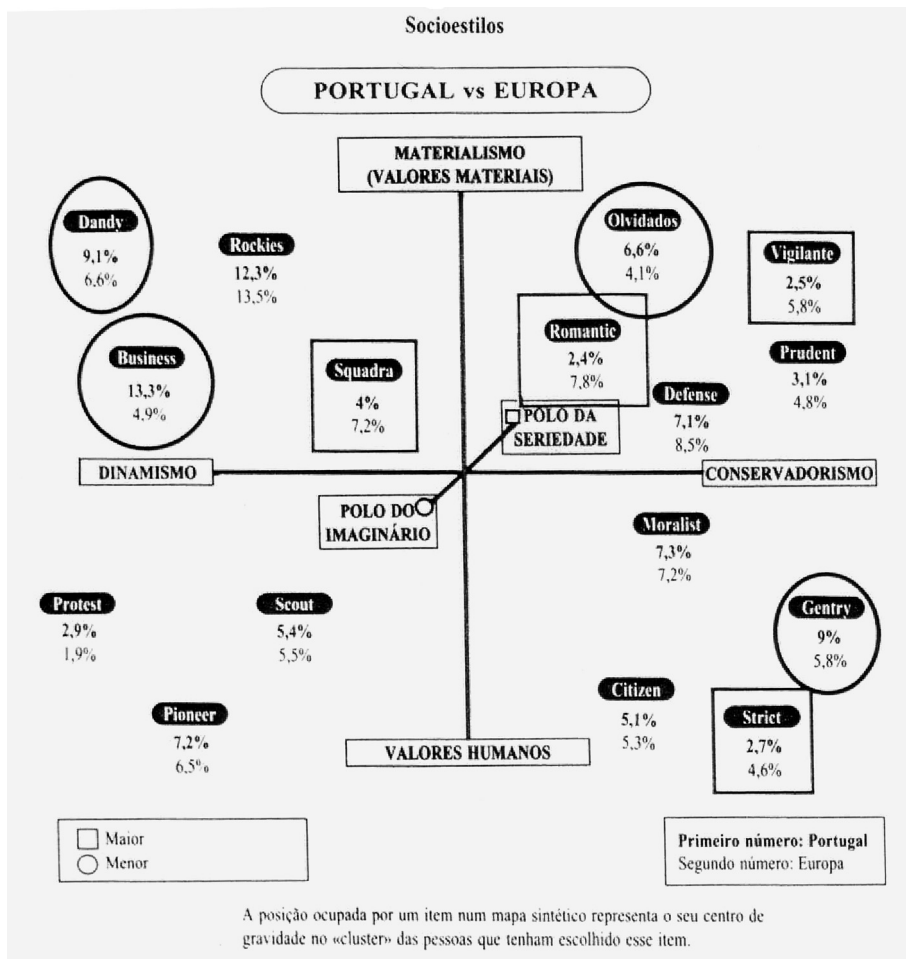 Socioestilos
PORTUGAL vs EUROPA
MATERIALISMO
(VALORES MATERIAIS)
Dandy
9,1%
6,6%
Rockies
12,3%
13,5%
Olvidados
6,6%
4,1%
Vigilante
2,5%
5,8%
Business
13,3%
4,9%
Squadra
4%
7,2%
Romantic
2,4%
7,8%
Prudent
3,1%
4,8%
Defense
7,1%
8,5%
POLO DA
SERIEDADE
DINAMISMO
CONSERVADORISMO
POLO DO
IMAGINÁRIO
Moralist
7,3%
7,2%
Protest
2,9%
1,9%
Scout
5,4%
5,5%
Gentry
9%
5,8%
Pioneer
7,2%
6,5%
Citizen
5,1%
5,3%
Strict
2,7%
4,6%
VALORES HUMANOS
Maior
Menor
Primeiro número: Portugal
Segundo número: Europa
A posição ocupada por um item num mapa sintético representa o seu centro de
gravidade no «cluster» das pessoas que tenham escolhido esse item.